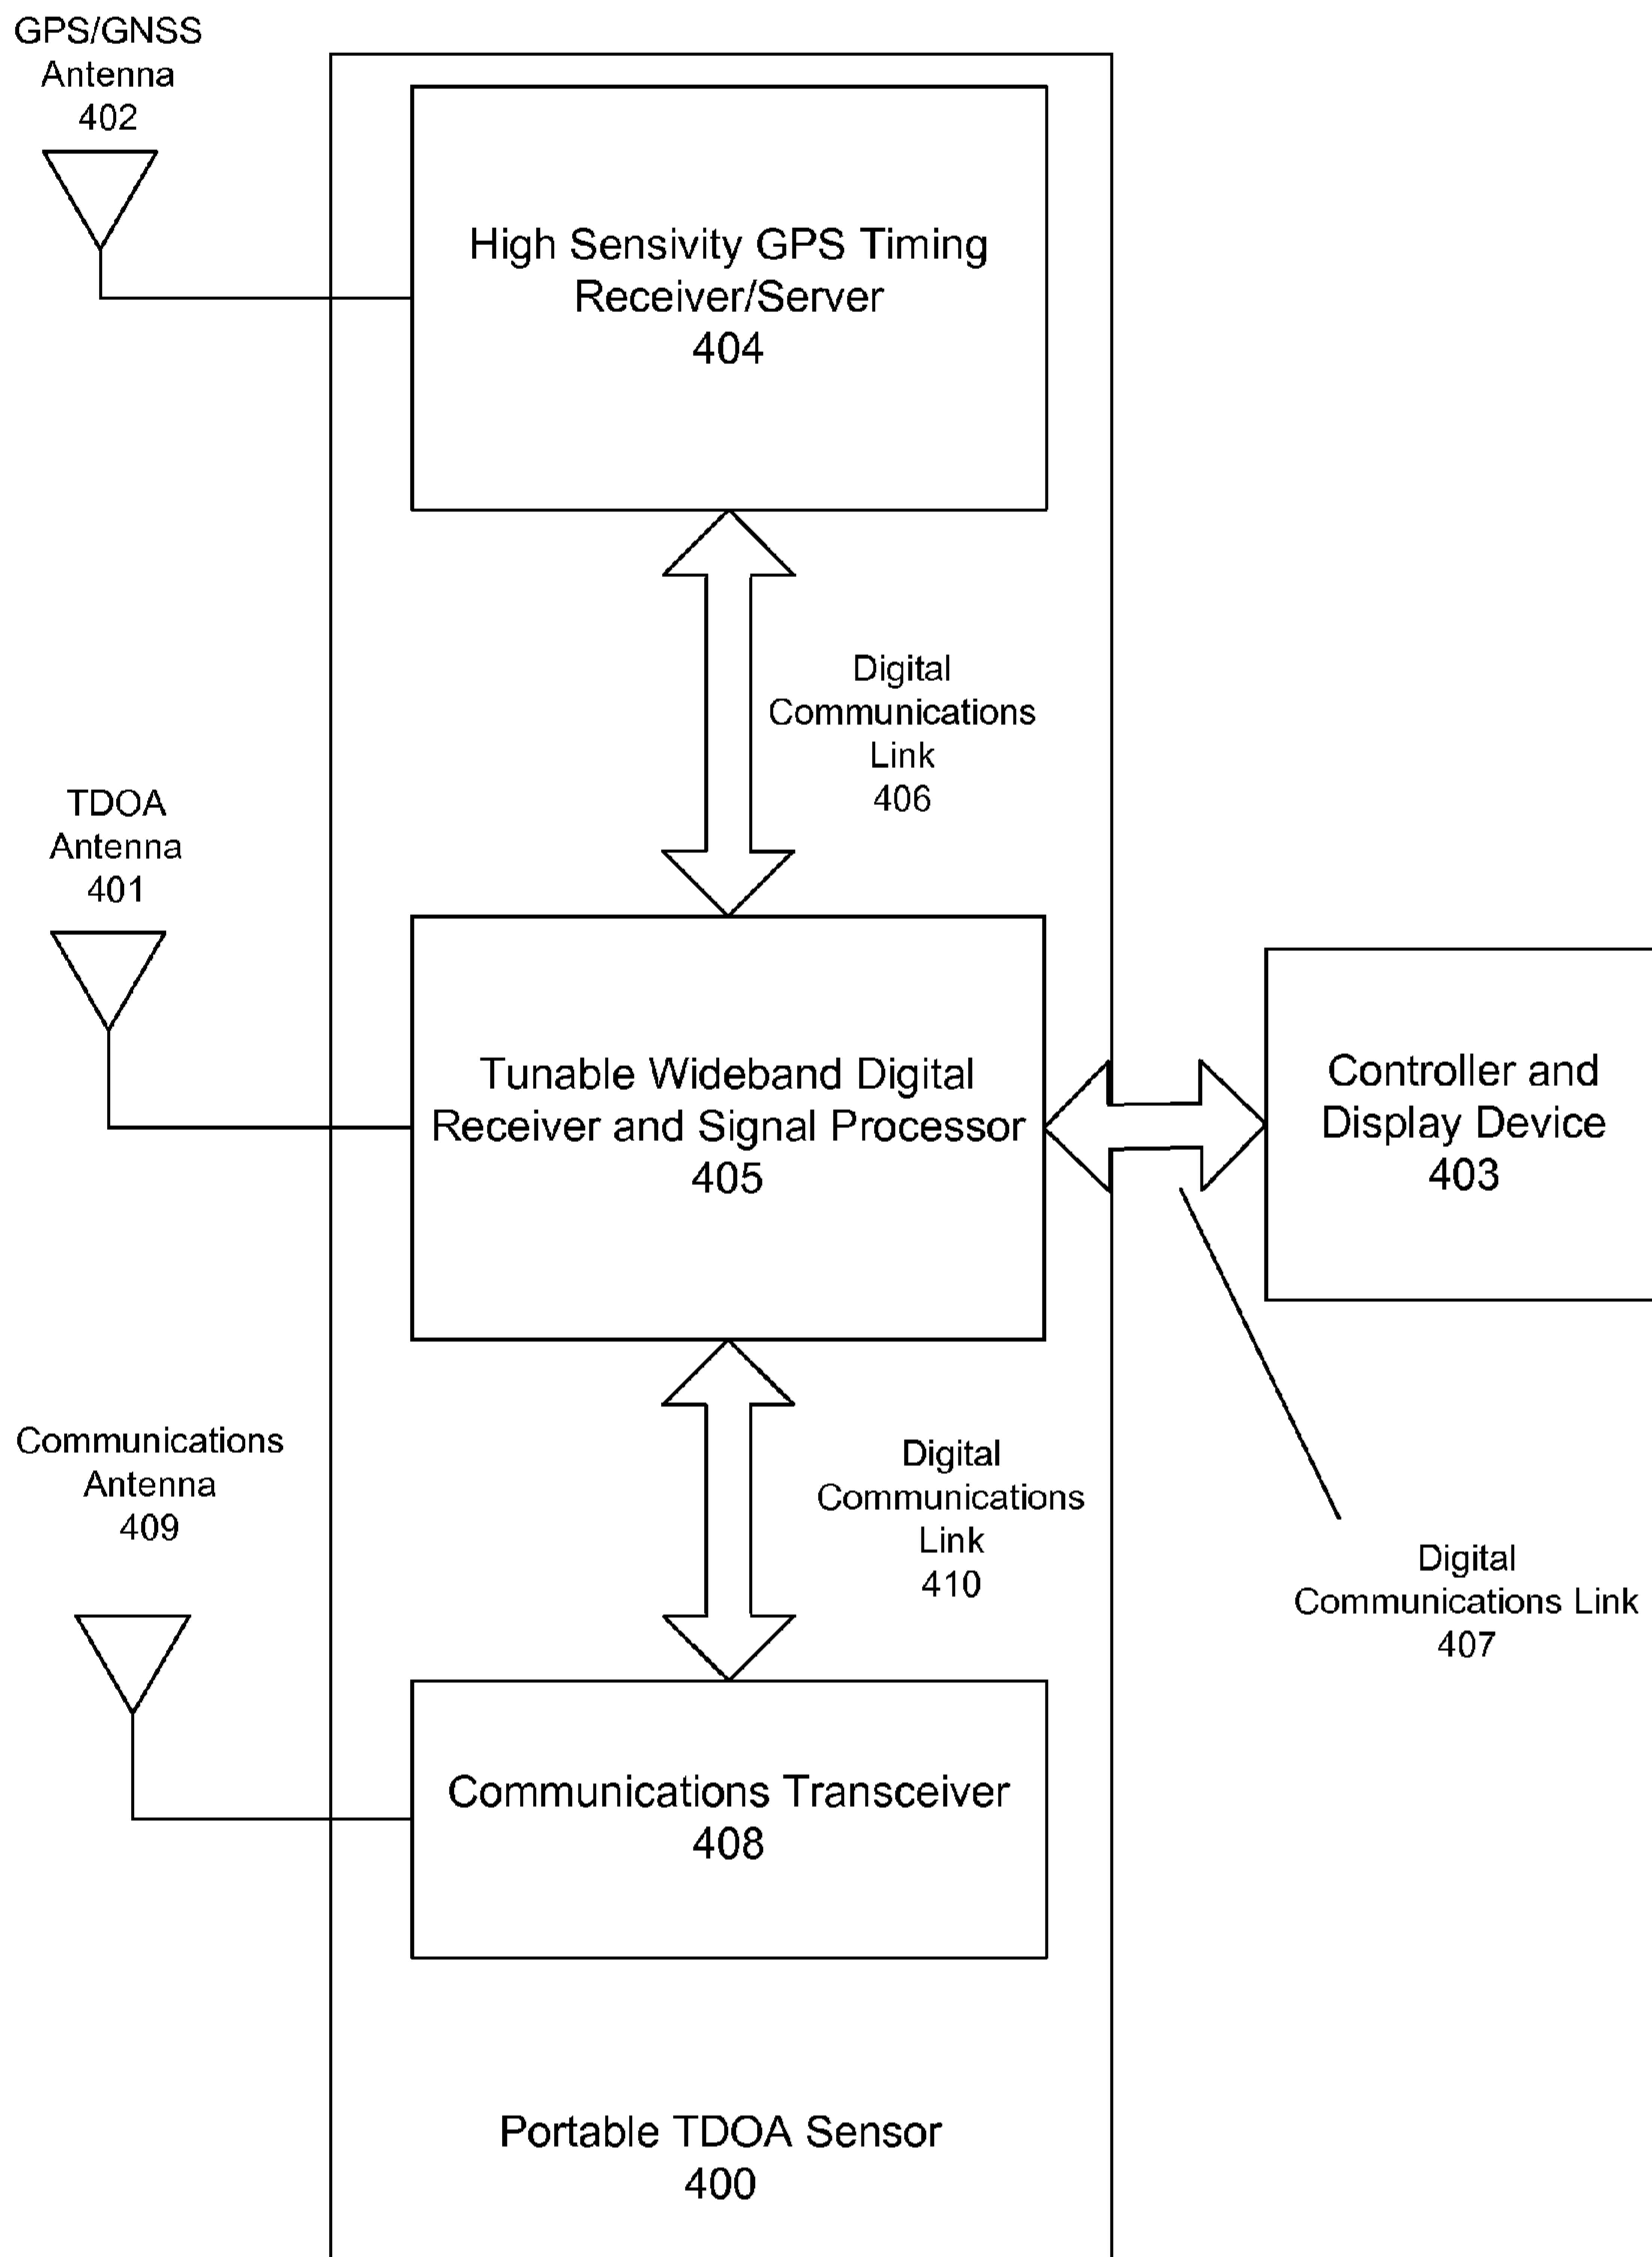 GPS/GNSS
Antenna
402
High Sensivity GPS Timing
Receiver/Server
404
Digital
Communications
Link
406
TDOA
Antenna
401
Tunable Wideband Digital
Receiver and Signal Processor
405
Controller and
Display Device
403
Communications
Antenna
409
Digital
Communications
Link
410
Digital
Communications Link
407
Communications Transceiver
408
Portable TDOA Sensor
400